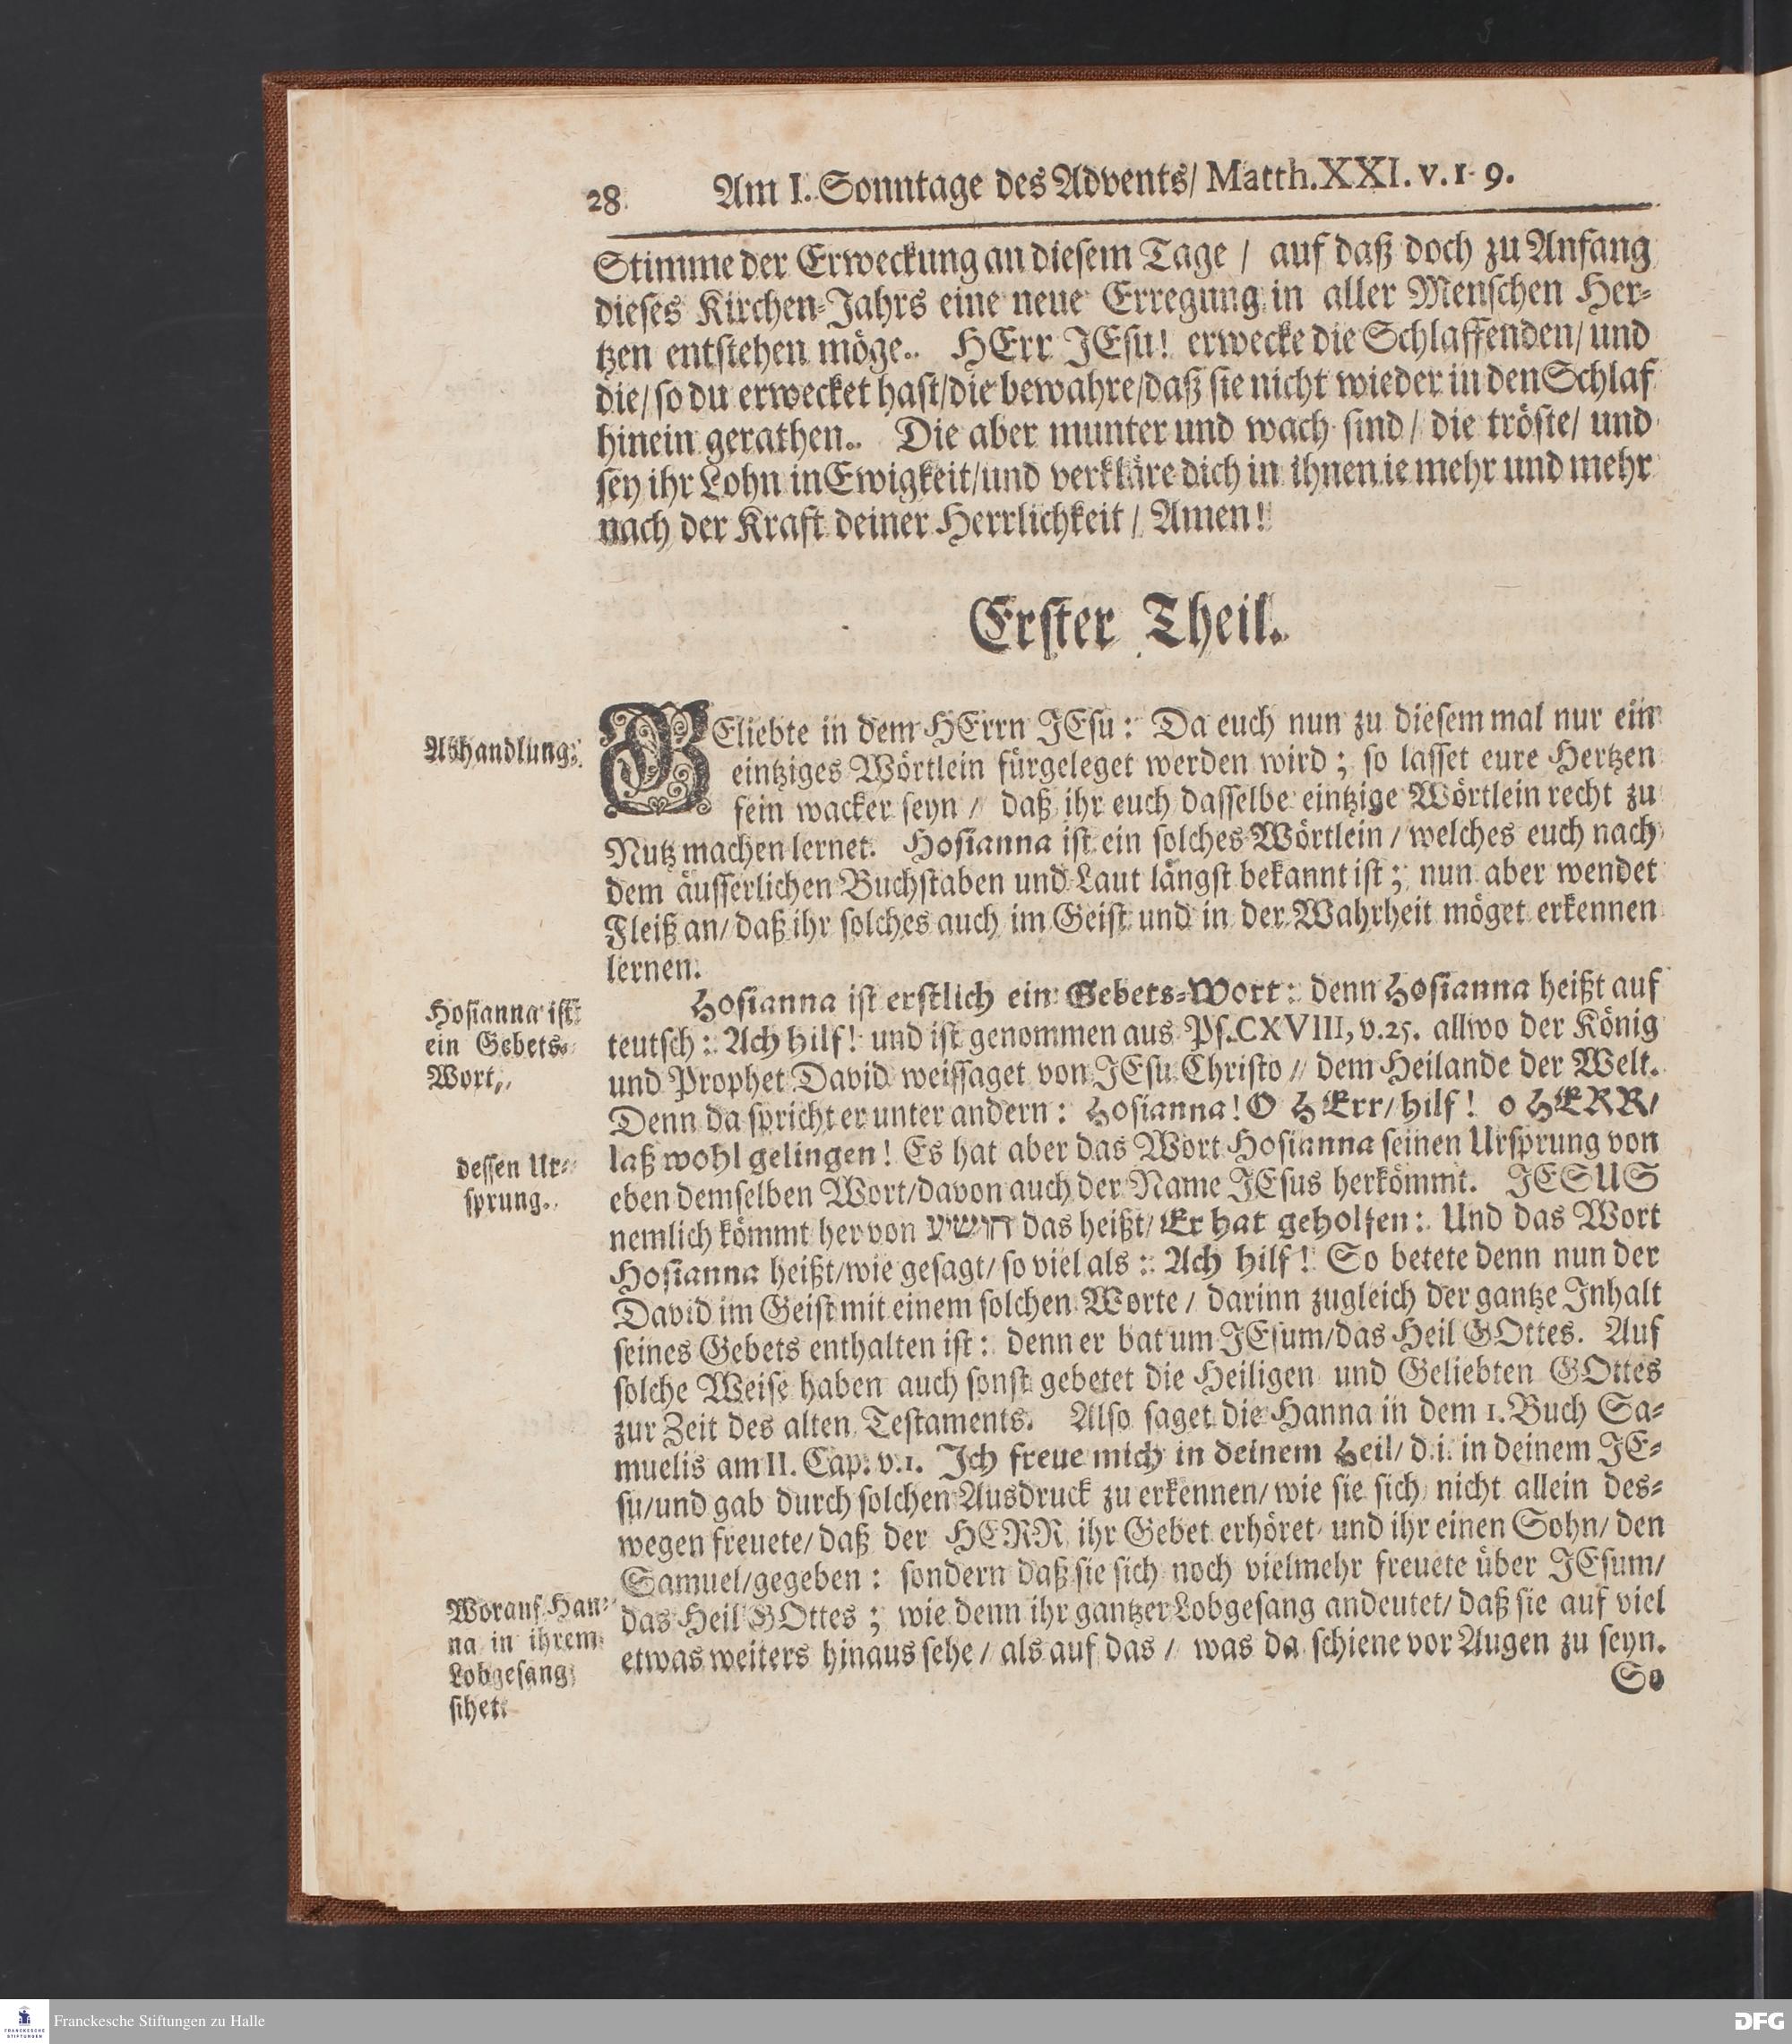 28 Am I. Sonntage des Advents/ Matth. XXI. v. 1-9.
Stimme der Erweckung an diesem Tage / auf daß doch zu Anfang
dieses Kirchen-Jahrs eine neue Erregung in aller Menschen Her-
tzen entstehen möge. HErr JEsu! erwecke die Schlaffenden/ und
die/ so du erwecket hast/ die bewahre/ daß sie nicht wieder in den Schlaf
hinein gerathen. Die aber munter und wach sind / die tröste/ und
sey ihr Lohn in Ewigkeit/ und verkläre dich in ihnen ie mehr und mehr
nach der Kraft deiner Herrlichkeit / Amen!
Erster Theil.
Abhandlung.
GEliebte in dem HErrn JEsu: Da euch nun zu diesem mal nur ein
eintziges Wörtlein fürgeleget werden wird; so lasset eure Hertzen
fein wacker seyn / daß ihr euch dasselbe eintzige Wörtlein recht zu
Nutz machen lernet. Hosianna ist ein solches Wörtlein / welches euch nach
dem äusserlichen Buchstaben und Laut längst bekannt ist; nun aber wendet
Fleiß an/ daß ihr solches auch im Geist und in der Wahrheit möget erkennen
lernen.
Hosianna ist
ein Gebets-
Wort,
Hosianna ist erstlich ein Gebets-Wort: denn Hosianna heißt auf
teutsch: Ach hilf! und ist genommen aus Ps. CXVIII, v. 25. allwo der König
und Prophet David weissaget von JEsu Christo / dem Heilande der Welt.
Denn da spricht er unter andern: Hosianna! O HErr/ hilf! o HERR/
dessen Ur-
sprung.
laß wohl gelingen! Es hat aber das Wort Hosianna seinen Ursprung von
eben demselben Wort/ davon auch der Name JEsus herkömmt. JESUS
nemlich kömmt her von יושיע das heißt/ Er hat geholfen: Und das Wort
Hosianna heißt/ wie gesagt/ so viel als: Ach hilf! So betete denn nun der
David im Geist mit einem solchen Worte / darinn zugleich der gantze Inhalt
seines Gebets enthalten ist: denn er bat um JEsum/ das Heil GOttes. Auf
solche Weise haben auch sonst gebetet die Heiligen und Geliebten GOttes
zur Zeit des alten Testaments. Also saget die Hanna in dem 1. Buch Sa-
muelis am II. Cap. v. 1. Ich freue mich in deinem Heil/ d. i. in deinem JE-
su/ und gab durch solchen Ausdruck zu erkennen/ wie sie sich nicht allein des-
wegen freuete/ daß der HERR ihr Gebet erhöret und ihr einen Sohn/ den
Samuel/ gegeben: sondern daß sie sich noch vielmehr freuete über JEsum/
Worauf Han-
na in ihrem
Lobgesang
sihet.
das Heil GOttes; wie denn ihr gantzer Lobgesang andeutet/ daß sie auf viel
etwas weiters hinaus sehe / als auf das / was da schiene vor Augen zu seyn.
So
FRANCKESCHE
STIFTUNGEN
Franckesche Stiftungen zu Halle
DFG